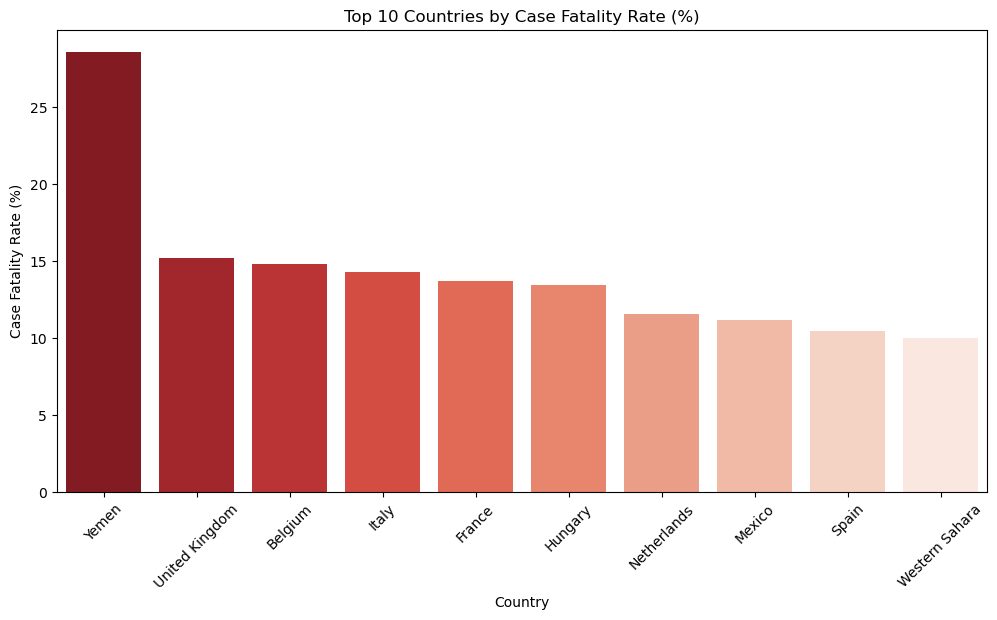 Top 10 Countries by Case Fatality Rate (%)
Case Fatality Rate (%)
25
20
15
10
5
0
Yemen
United Kingdom
Belgium
Italy
France
Hungary
Netherlands
Mexico
Spain
Western Sahara
Country